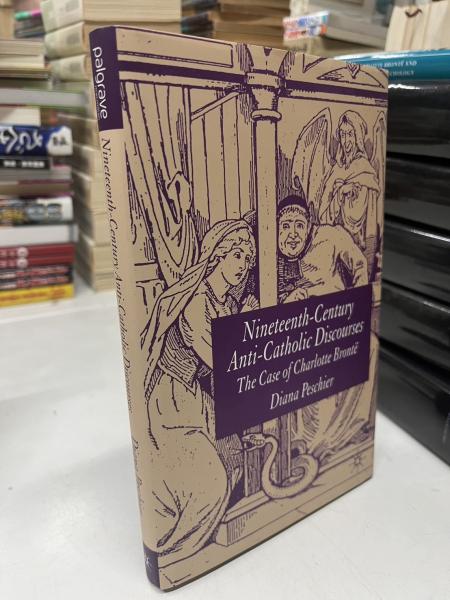 palgrave
Nineteenth-Century Anti-Catholic Discourses
Nineteenth-Century
Anti-Catholic Discourses
The Case of Charlotte Brontë
Diana Peschier